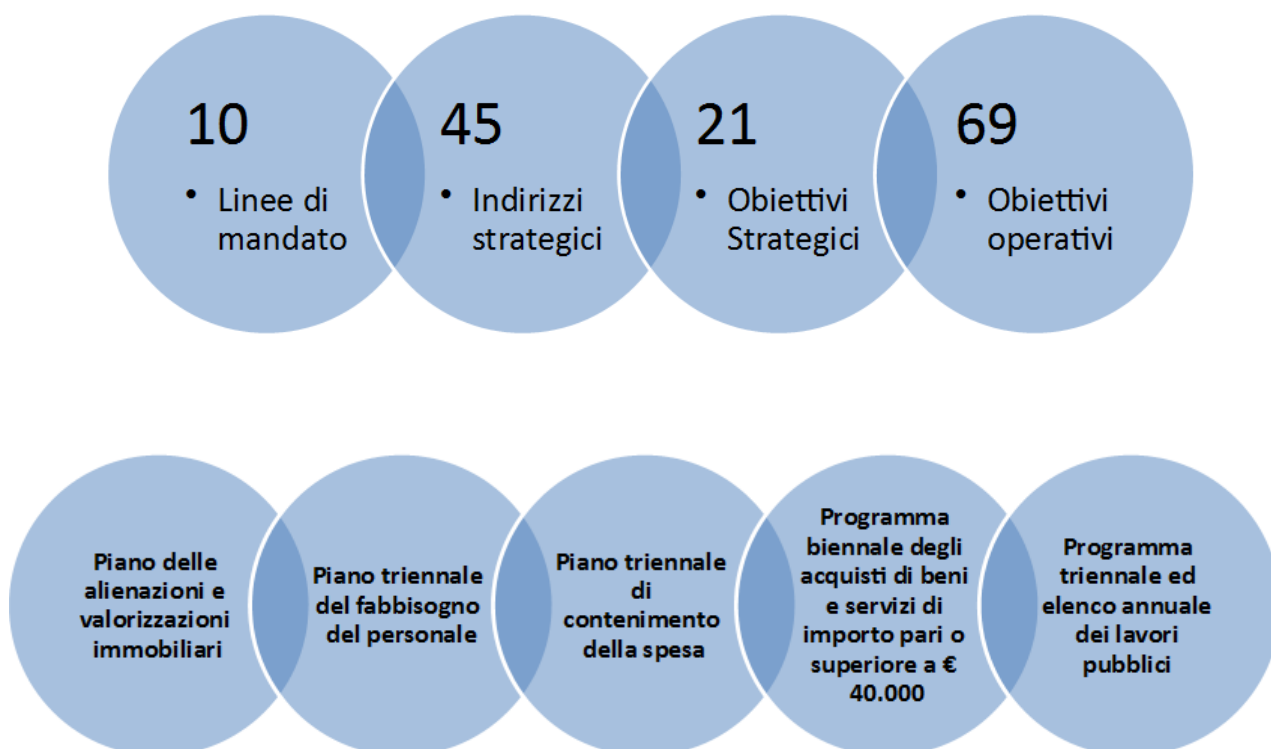 10
• Linee di
mandato
45
• Indirizzi
strategici
21
• Obiettivi
Strategici
69
• Obiettivi
operativi
Piano delle
alienazioni e
valorizzazioni
immobiliari
Piano triennale
del fabbisogno
del personale
Piano triennale
di
contenimento
della spesa
Programma
biennale degli
acquisti di beni
e servizi di
importo pari o
superiore a €
40.000
Programma
triennale ed
elenco annuale
dei lavori
pubblici